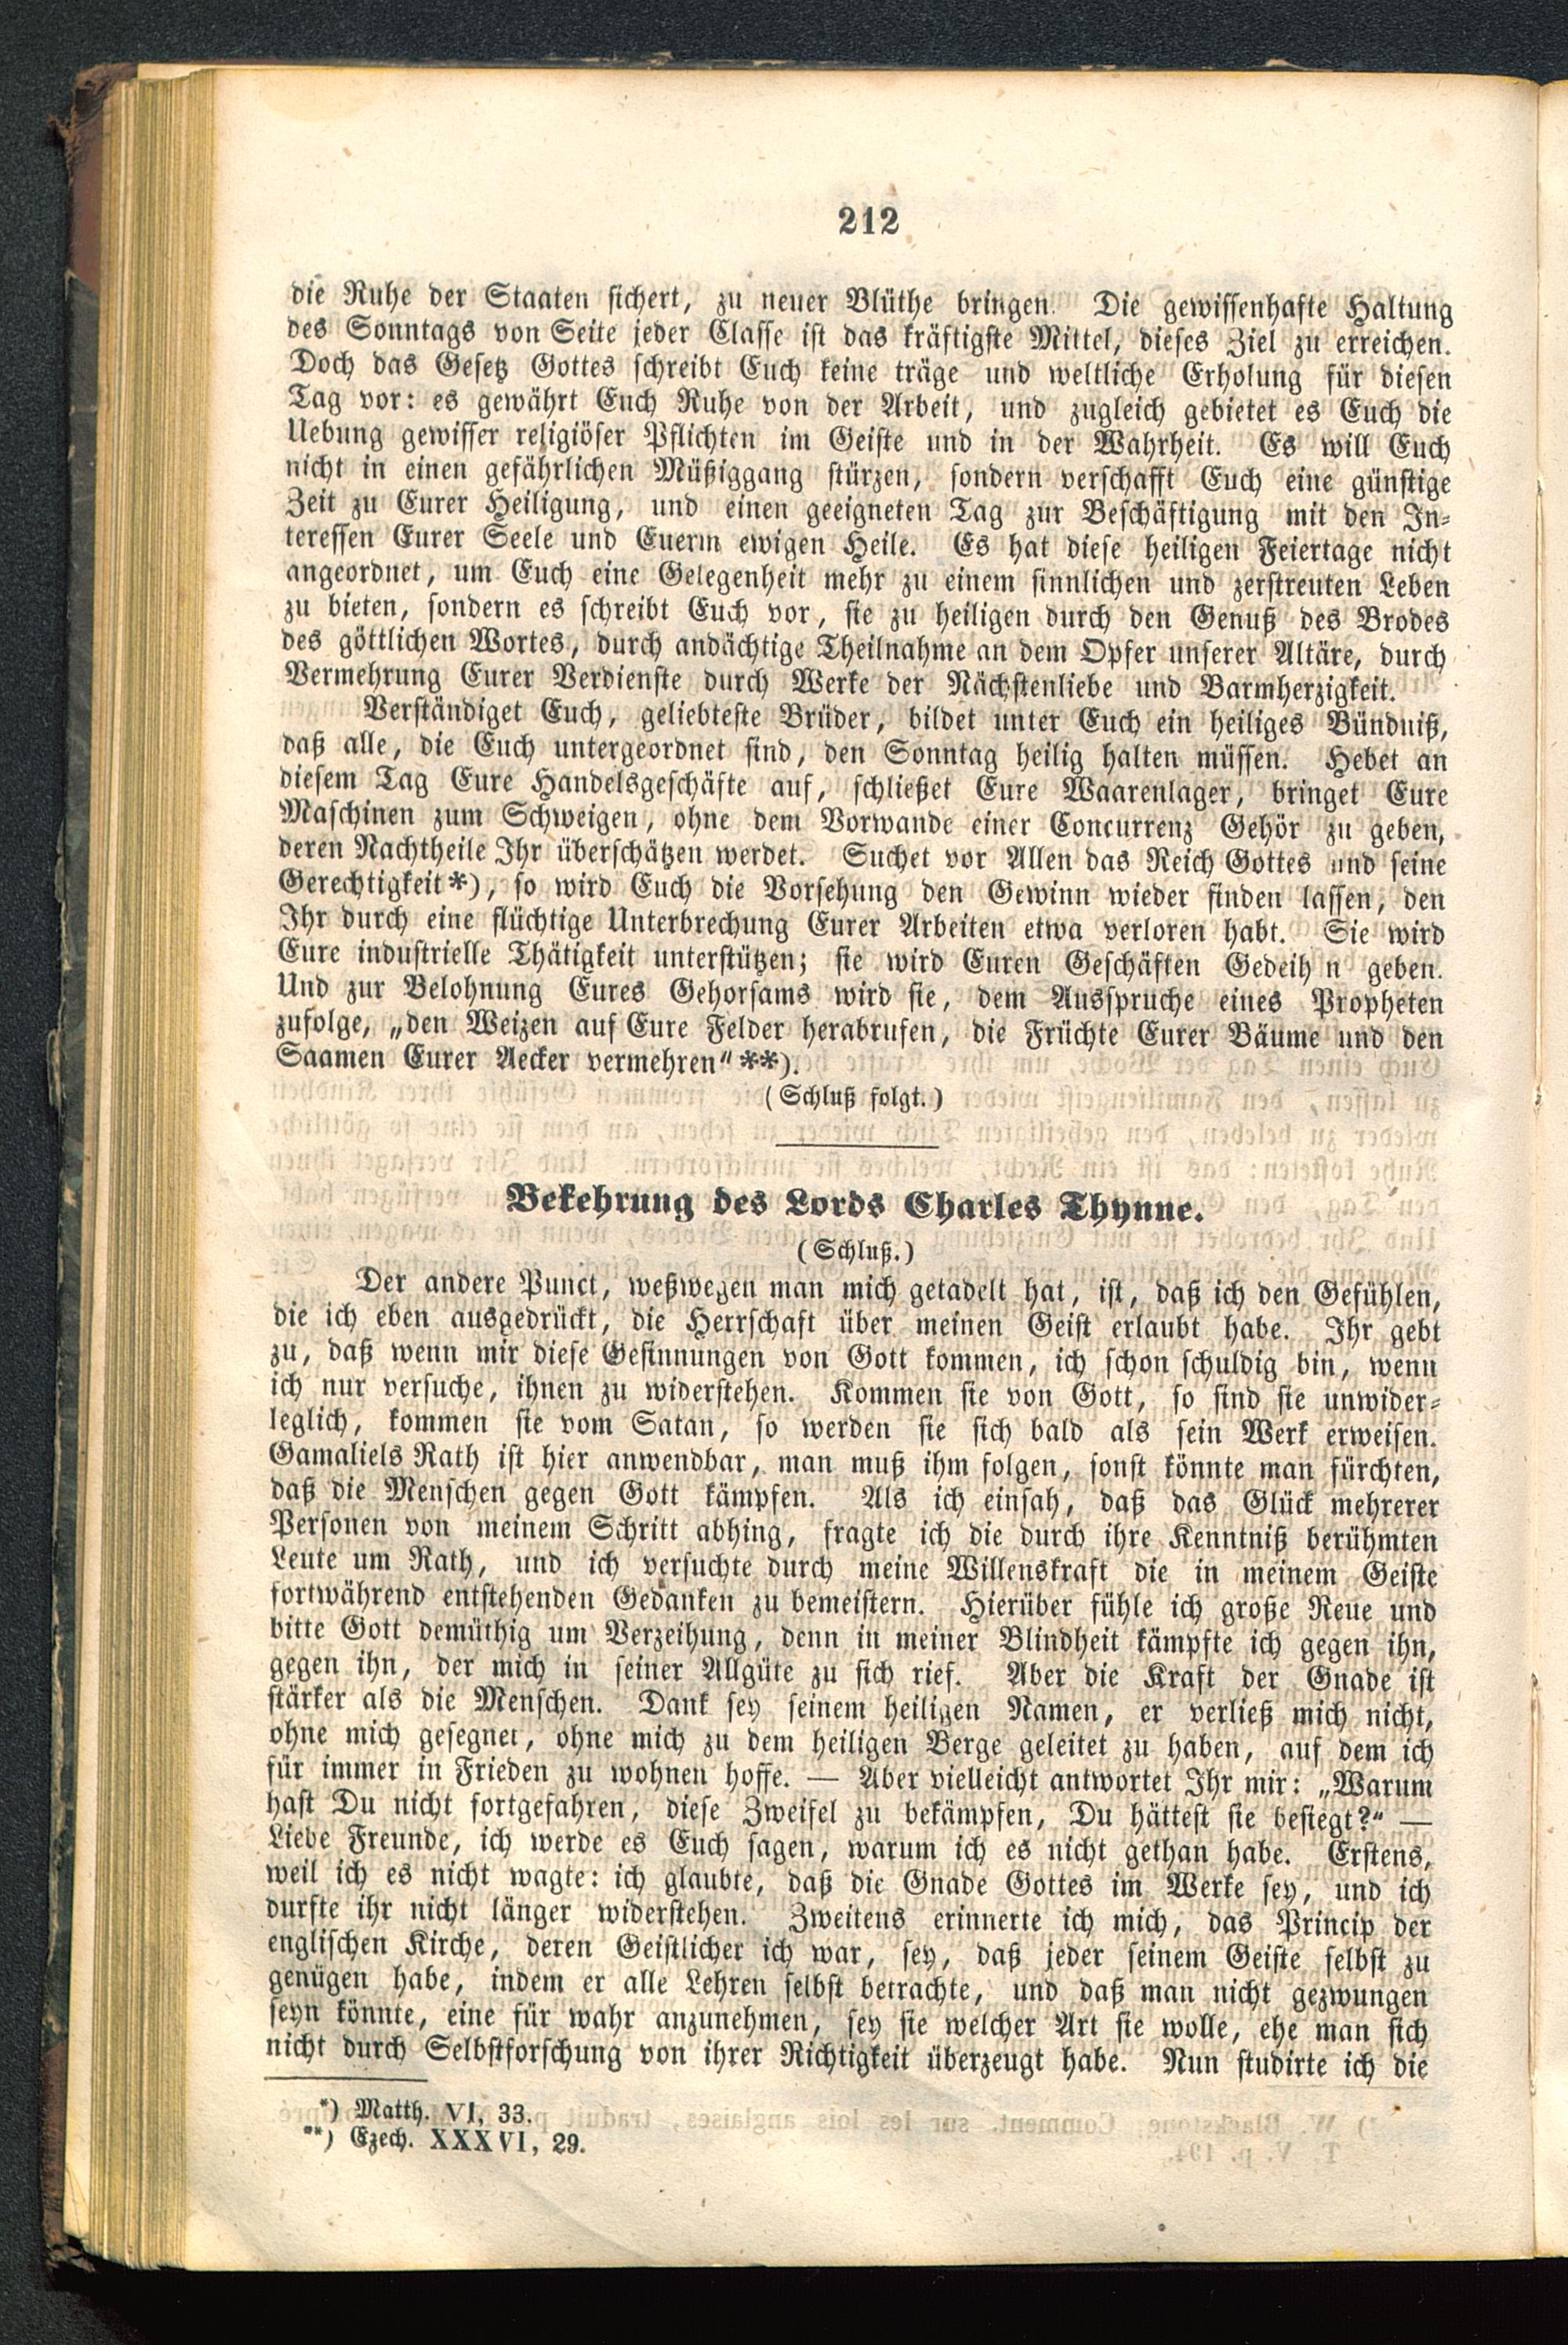 212
die Ruhe der Staaten sichert, zu neuer Blüthe bringen. Die gewissenhafte Haltung
des Sonntags von Seite jeder Classe ist das kräftigste Mittel, dieses Ziel zu erreichen.
Doch das Gesetz Gottes schreibt Euch keine träge und weltliche Erholung für diesen
Tag vor: es gewährt Euch Ruhe von der Arbeit, und zugleich gebietet es Euch die
Uebung gewisser religiöser Pflichten im Geiste und in der Wahrheit. Es will Euch
nicht in einen gefährlichen Müßiggang stürzen, sondern verschafft Euch eine günstige
Zeit zu Eurer Heiligung, und einen geeigneten Tag zur Beschäftigung mit den In-
teressen Eurer Seele und Euerm ewigen Heile. Es hat diese heiligen Feiertage nicht
angeordnet, um Euch eine Gelegenheit mehr zu einem sinnlichen und zerstreuten Leben
zu bieten, sondern es schreibt Euch vor, sie zu heiligen durch den Genuß des Brodes
des göttlichen Wortes, durch andächtige Theilnahme an dem Opfer unserer Altäre, durch
Vermehrung Eurer Verdienste durch Werke der Nächstenliebe und Barmherzigkeit.
Verständiget Euch, geliebteste Brüder, bildet unter Euch ein heiliges Bündniß,
daß alle, die Euch untergeordnet sind, den Sonntag heilig halten müssen. Hebet an
diesem Tag Eure Handelsgeschäfte auf, schließet Eure Waarenlager, bringet Eure
Maschinen zum Schweigen, ohne dem Vorwande einer Concurrenz Gehör zu geben,
deren Nachtheile Ihr überschätzen werdet. Suchet vor Allen das Reich Gottes und seine
Gerechtigkeit*), so wird Euch die Vorsehung den Gewinn wieder finden lassen, den
Ihr durch eine flüchtige Unterbrechung Eurer Arbeiten etwa verloren habt. Sie wird
Eure industrielle Thätigkeit unterstützen; sie wird Euren Geschäften Gedeih n geben.
Und zur Belohnung Eures Gehorsams wird sie, dem Ausspruche eines Propheten
zufolge, „den Weizen auf Eure Felder herabrufen, die Früchte Eurer Bäume und den
Saamen Eurer Aecker vermehren“**).
(Schluß folgt.)
Bekehrung des Lords Charles Thynne.
(Schluß.)
Der andere Punct, weßwegen man mich getadelt hat, ist, daß ich den Gefühlen,
die ich eben ausgedrückt, die Herrschaft über meinen Geist erlaubt habe. Ihr gebt
zu, daß wenn mir diese Gesinnungen von Gott kommen, ich schon schuldig bin, wenn
ich nur versuche, ihnen zu widerstehen. Kommen sie von Gott, so sind sie unwider-
leglich, kommen sie vom Satan, so werden sie sich bald als sein Werk erweisen.
Gamaliels Rath ist hier anwendbar, man muß ihm folgen, sonst könnte man fürchten,
daß die Menschen gegen Gott kämpfen. Als ich einsah, daß das Glück mehrerer
Personen von meinem Schritt abhing, fragte ich die durch ihre Kenntniß berühmten
Leute um Rath, und ich versuchte durch meine Willenskraft die in meinem Geiste
fortwährend entstehenden Gedanken zu bemeistern. Hierüber fühle ich große Reue und
bitte Gott demüthig um Verzeihung, denn in meiner Blindheit kämpfte ich gegen ihn,
gegen ihn, der mich in seiner Allgüte zu sich rief. Aber die Kraft der Gnade ist
stärker als die Menschen. Dank sey seinem heiligen Namen, er verließ mich nicht,
ohne mich gesegnet, ohne mich zu dem heiligen Berge geleitet zu haben, auf dem ich
für immer in Frieden zu wohnen hoffe. — Aber vielleicht antwortet Ihr mir: „Warum
hast Du nicht fortgefahren, diese Zweifel zu bekämpfen, Du hättest sie besiegt?“ —
Liebe Freunde, ich werde es Euch sagen, warum ich es nicht gethan habe. Erstens,
weil ich es nicht wagte: ich glaubte, daß die Gnade Gottes im Werke sey, und ich
durfte ihr nicht länger widerstehen. Zweitens erinnerte ich mich, das Princip der
englischen Kirche, deren Geistlicher ich war, sey, daß jeder seinem Geiste selbst zu
genügen habe, indem er alle Lehren selbst betrachte, und daß man nicht gezwungen
seyn könnte, eine für wahr anzunehmen, sey sie welcher Art sie wolle, ehe man sich
nicht durch Selbstforschung von ihrer Richtigkeit überzeugt habe. Nun studirte ich die
*) Matth. VI, 33.
**) Ezech. XXXVI, 29.